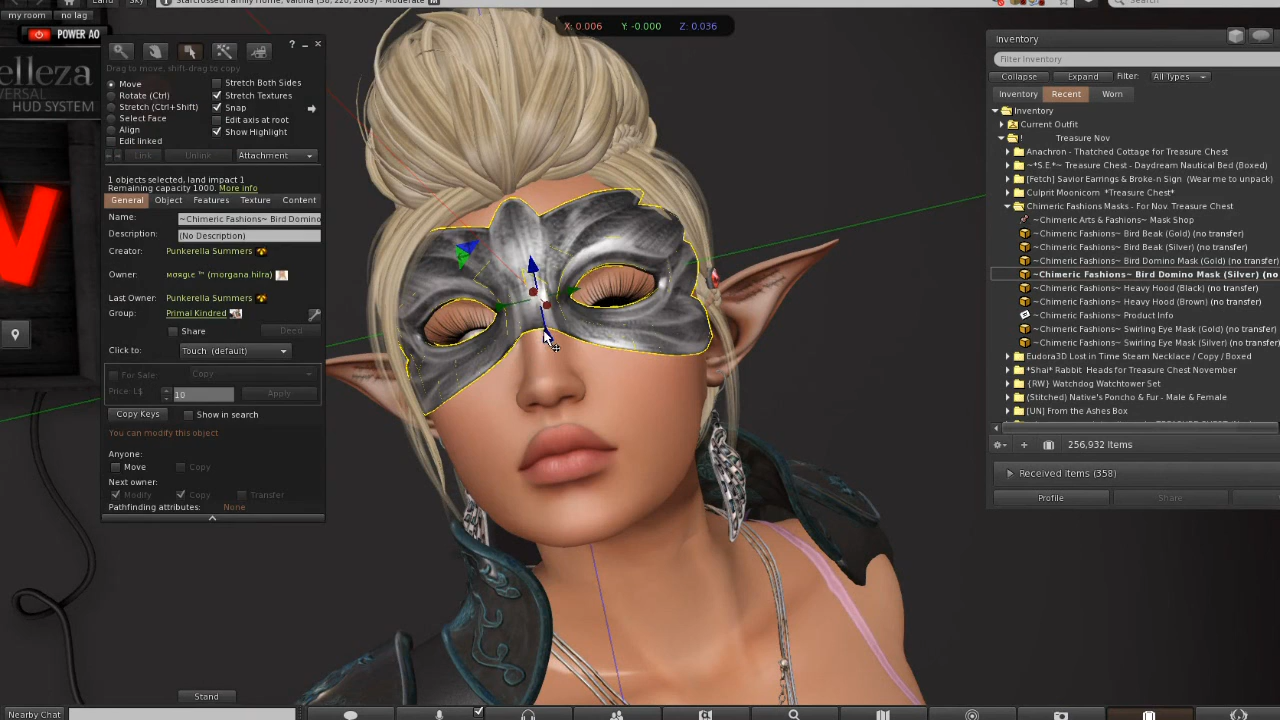 my room
no lag
Land
Sky
Starcrossed Family Home, Valuna (58, 220, 2009) - Moderate
Search
X: 0.006 Y: -0.000 Z: 0.036
POWER AO
elleza
VERSAL
HUD SYSTEM
? _ ×
Drag to move, shift-drag to copy
Move
Rotate (Ctrl)
Stretch (Ctrl+Shift)
Select Face
Align
Edit linked
Stretch Both Sides
Stretch Textures
Snap
Edit axis at root
Show Highlight
Link
Unlink
Attachment
1 objects selected, land impact 1
Remaining capacity 1000. More info
General Object Features Texture Content
Name: ~Chimeric Fashions~ Bird Domino
Description: (No Description)
Creator: Punkerella Summers
Owner: (morgana hilra)
Last Owner: Punkerella Summers
Group: Primal Kindred
Share
Deed
Click to: Touch (default)
For Sale: Copy
Price: L$ 10 Apply
Copy Keys
Show in search
You can modify this object
Anyone:
Move
Copy
Next owner:
Modify
Copy
Transfer
Pathfinding attributes: None
Stand
Nearby Chat
Inventory
Filter Inventory
Collapse
Expand
Filter:
All Types
Inventory
Recent
Worn
Inventory
Current Outfit
! Treasure Nov
Anachron - Thatched Cottage for Treasure Chest
~*S.E*~ Treasure Chest - Daydream Nautical Bed (Boxed)
[Fetch] Savior Earrings & Broke-n Sign (Wear me to unpack)
Culprit Moonicorn *Treasure Chest*
Chimeric Fashions Masks - For Nov. Treasure Chest
~Chimeric Arts & Fashions~ Mask Shop
~Chimeric Fashions~ Bird Beak (Gold) (no transfer)
~Chimeric Fashions~ Bird Beak (Silver) (no transfer)
~Chimeric Fashions~ Bird Domino Mask (Gold) (no transfer)
~Chimeric Fashions~ Bird Domino Mask (Silver) (no
~Chimeric Fashions~ Heavy Hood (Black) (no transfer)
~Chimeric Fashions~ Heavy Hood (Brown) (no transfer)
~Chimeric Fashions~ Product Info
~Chimeric Fashions~ Swirling Eye Mask (Gold) (no transfer)
~Chimeric Fashions~ Swirling Eye Mask (Silver) (no transfer)
Eudora3D Lost in Time Steam Necklace / Copy / Boxed
*Shai* Rabbit Heads for Treasure Chest November
{RW} Watchdog Watchtower Set
(Stitched) Native's Poncho & Fur - Male & Female
[UN] From the Ashes Box
256,932 Items
Received Items (358)
Profile
Share